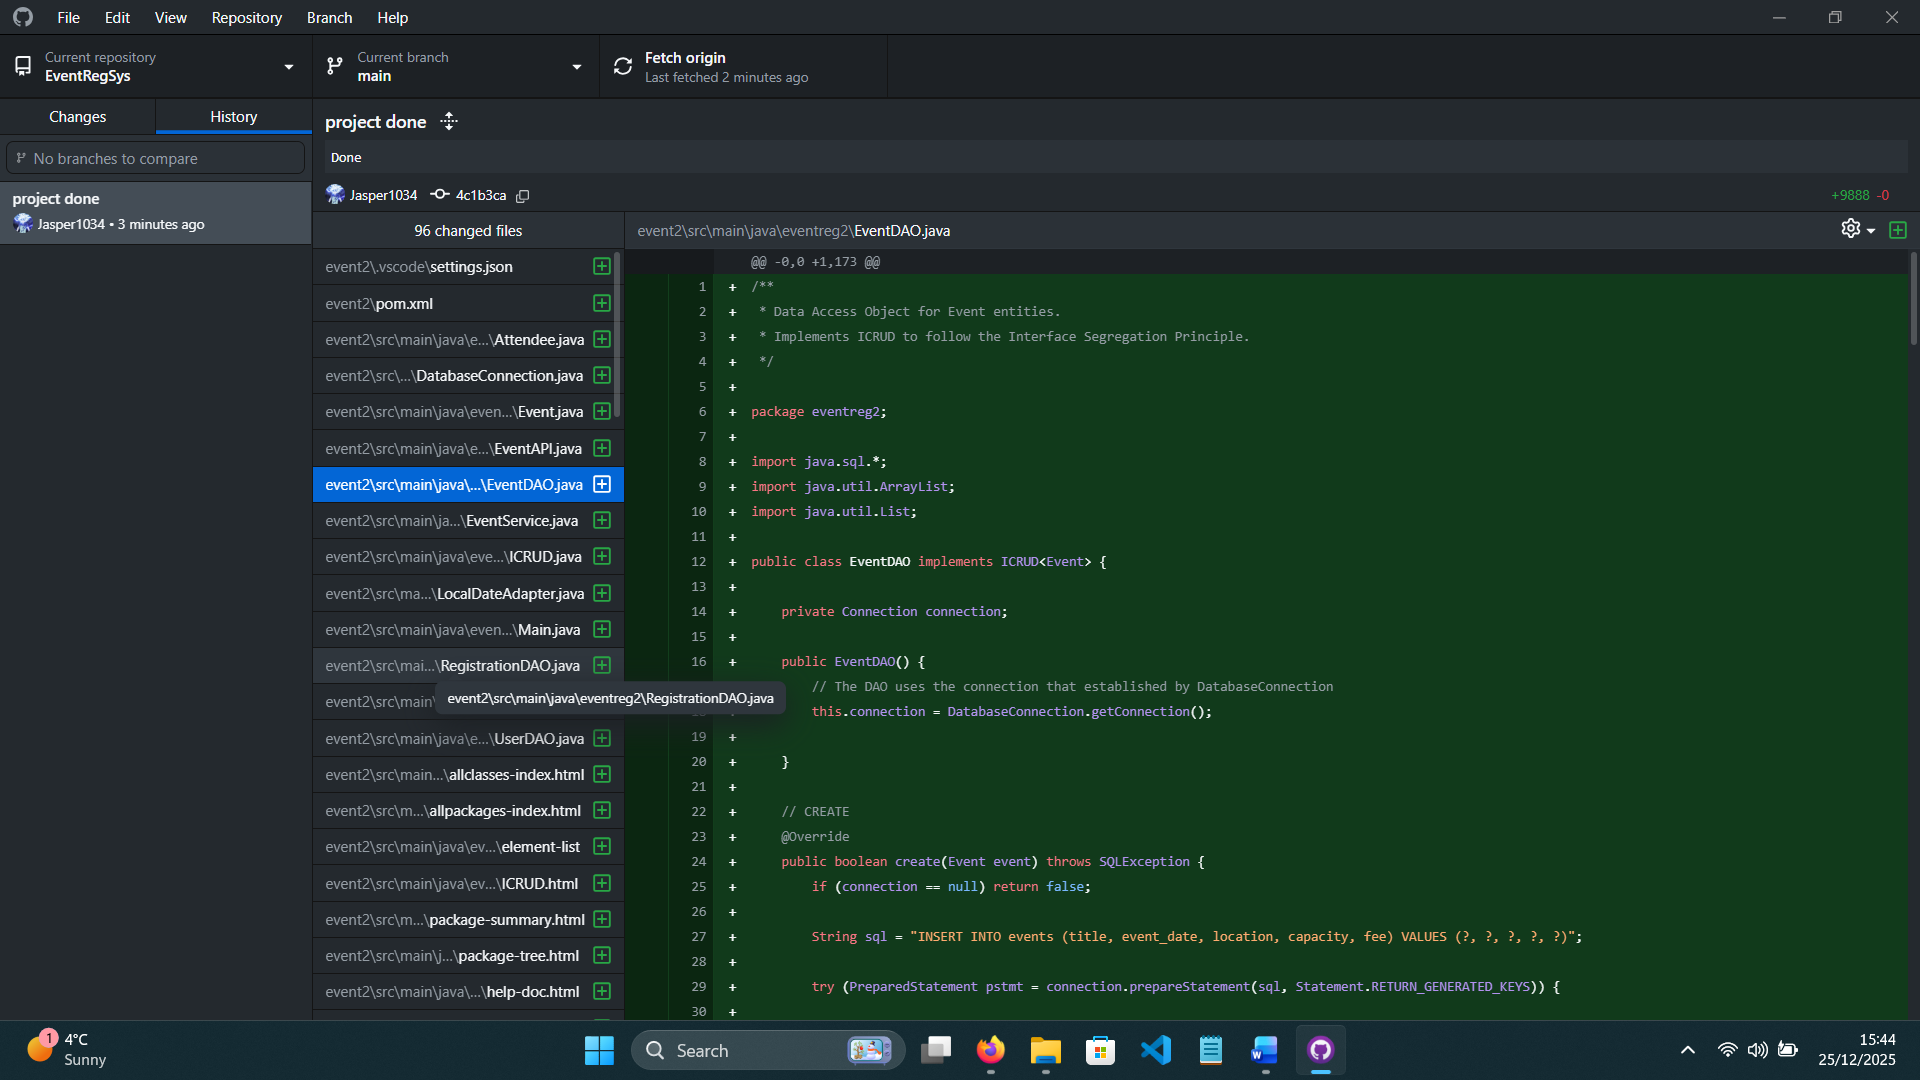 File Edit View Repository Branch Help
Current repository
EventRegSys
Current branch
main
Fetch origin
Last fetched 2 minutes ago
Changes
History
No branches to compare
project done
Jasper1034 • 3 minutes ago
project done
Done
Jasper1034 4c1b3ca
+9888 -0
96 changed files
event2\.vscode\settings.json
event2\pom.xml
event2\src\main\java\e...\Attendee.java
event2\src\...\DatabaseConnection.java
event2\src\main\java\even...\Event.java
event2\src\main\java\e...\EventAPI.java
event2\src\main\java\...\EventDAO.java
event2\src\main\ja...\EventService.java
event2\src\main\java\eve...\ICRUD.java
event2\src\ma...\LocalDateAdapter.java
event2\src\main\java\even...\Main.java
event2\src\mai...\RegistrationDAO.java
event2\src\main\
event2\src\main\java\eventreg2\RegistrationDAO.java
event2\src\main\java\e...\UserDAO.java
event2\src\main...\allclasses-index.html
event2\src\m...\allpackages-index.html
event2\src\main\java\ev...\element-list
event2\src\main\java\ev...\ICRUD.html
event2\src\m...\package-summary.html
event2\src\main\j...\package-tree.html
event2\src\main\java\...\help-doc.html
event2\src\main\java\eventreg2\EventDAO.java
@@ -0,0 +1,173 @@
1 + /**
2 + * Data Access Object for Event entities.
3 + * Implements ICRUD to follow the Interface Segregation Principle.
4 + */
5 +
6 + package eventreg2;
7 +
8 + import java.sql.*;
9 + import java.util.ArrayList;
10 + import java.util.List;
11 +
12 + public class EventDAO implements ICRUD<Event> {
13 +
14 + private Connection connection;
15 +
16 + public EventDAO() {
// The DAO uses the connection that established by DatabaseConnection
this.connection = DatabaseConnection.getConnection();
19 +
20 + }
21 +
22 + // CREATE
23 + @Override
24 + public boolean create(Event event) throws SQLException {
25 + if (connection == null) return false;
26 +
27 + String sql = "INSERT INTO events (title, event_date, location, capacity, fee) VALUES (?, ?, ?, ?, ?)";
28 +
29 + try (PreparedStatement pstmt = connection.prepareStatement(sql, Statement.RETURN_GENERATED_KEYS)) {
30 +
1
4°C
Sunny
Search
15:44
25/12/2025